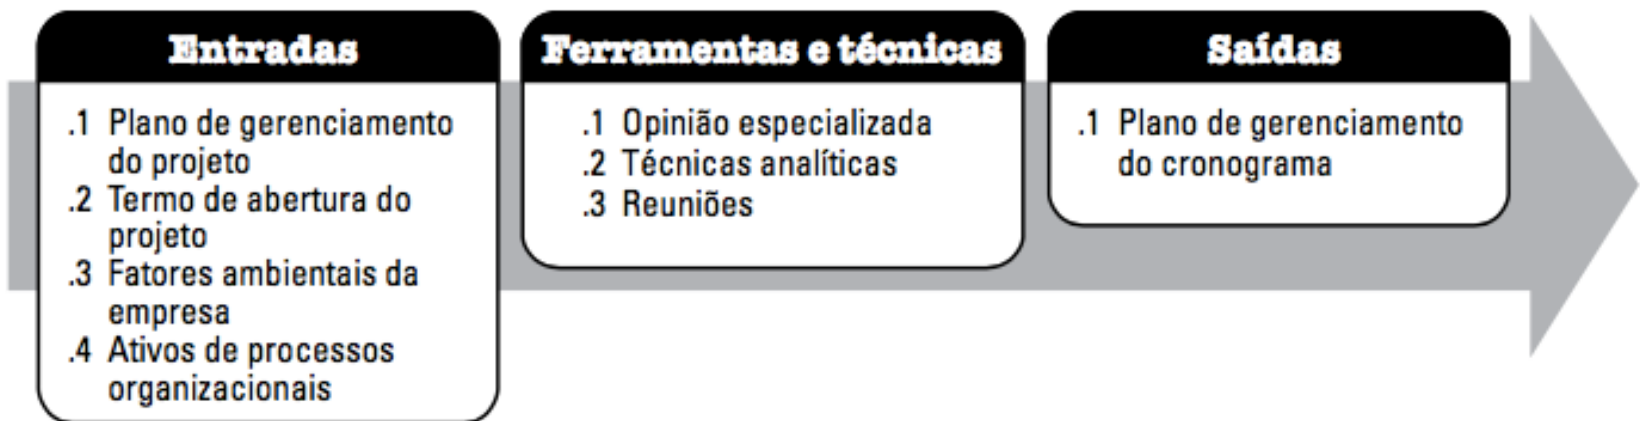 Entradas
.1 Plano de gerenciamento
do projeto
.2 Termo de abertura do
projeto
.3 Fatores ambientais da
empresa
.4 Ativos de processos
organizacionais
Ferramentas e técnicas
.1 Opinião especializada
.2 Técnicas analíticas
.3 Reuniões
Saídas
.1 Plano de gerenciamento
do cronograma